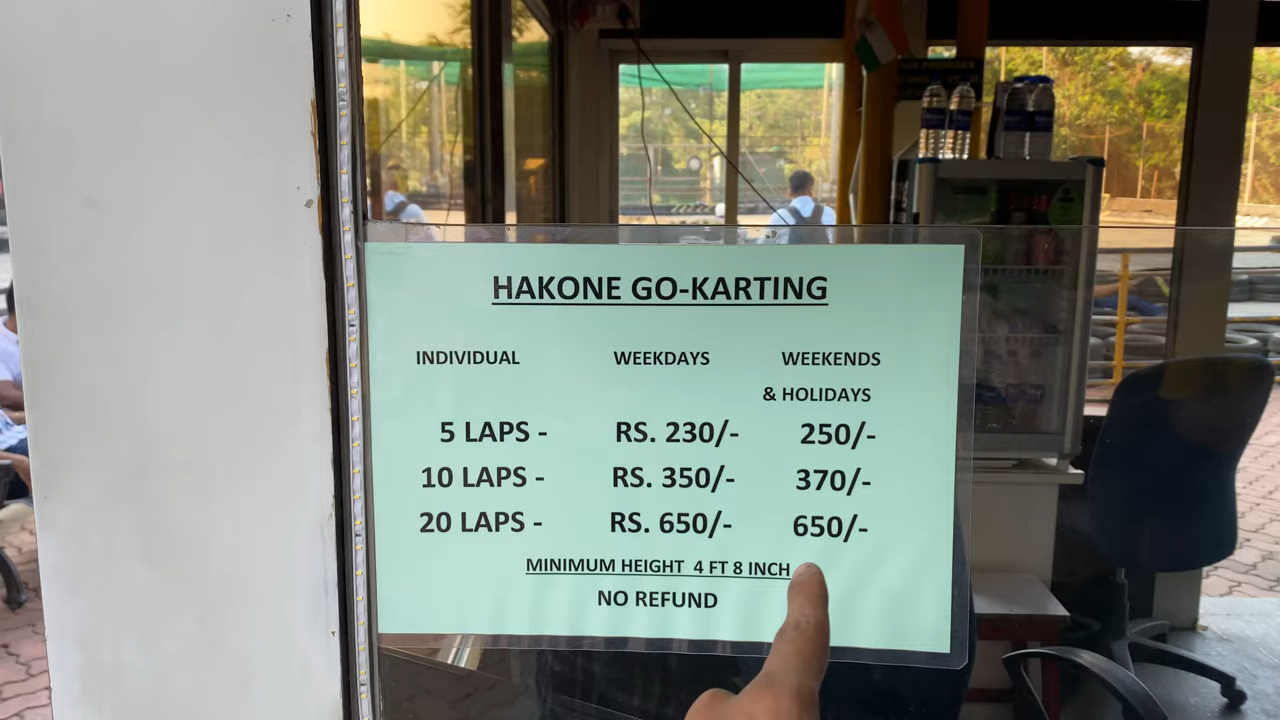 HAKONE GO-KARTING
INDIVIDUAL WEEKDAYS WEEKENDS
& HOLIDAYS
5 LAPS - RS. 230/- 250/-
10 LAPS - RS. 350/- 370/-
20 LAPS - RS. 650/- 650/-
MINIMUM HEIGHT 4 FT 8 INCH
NO REFUND